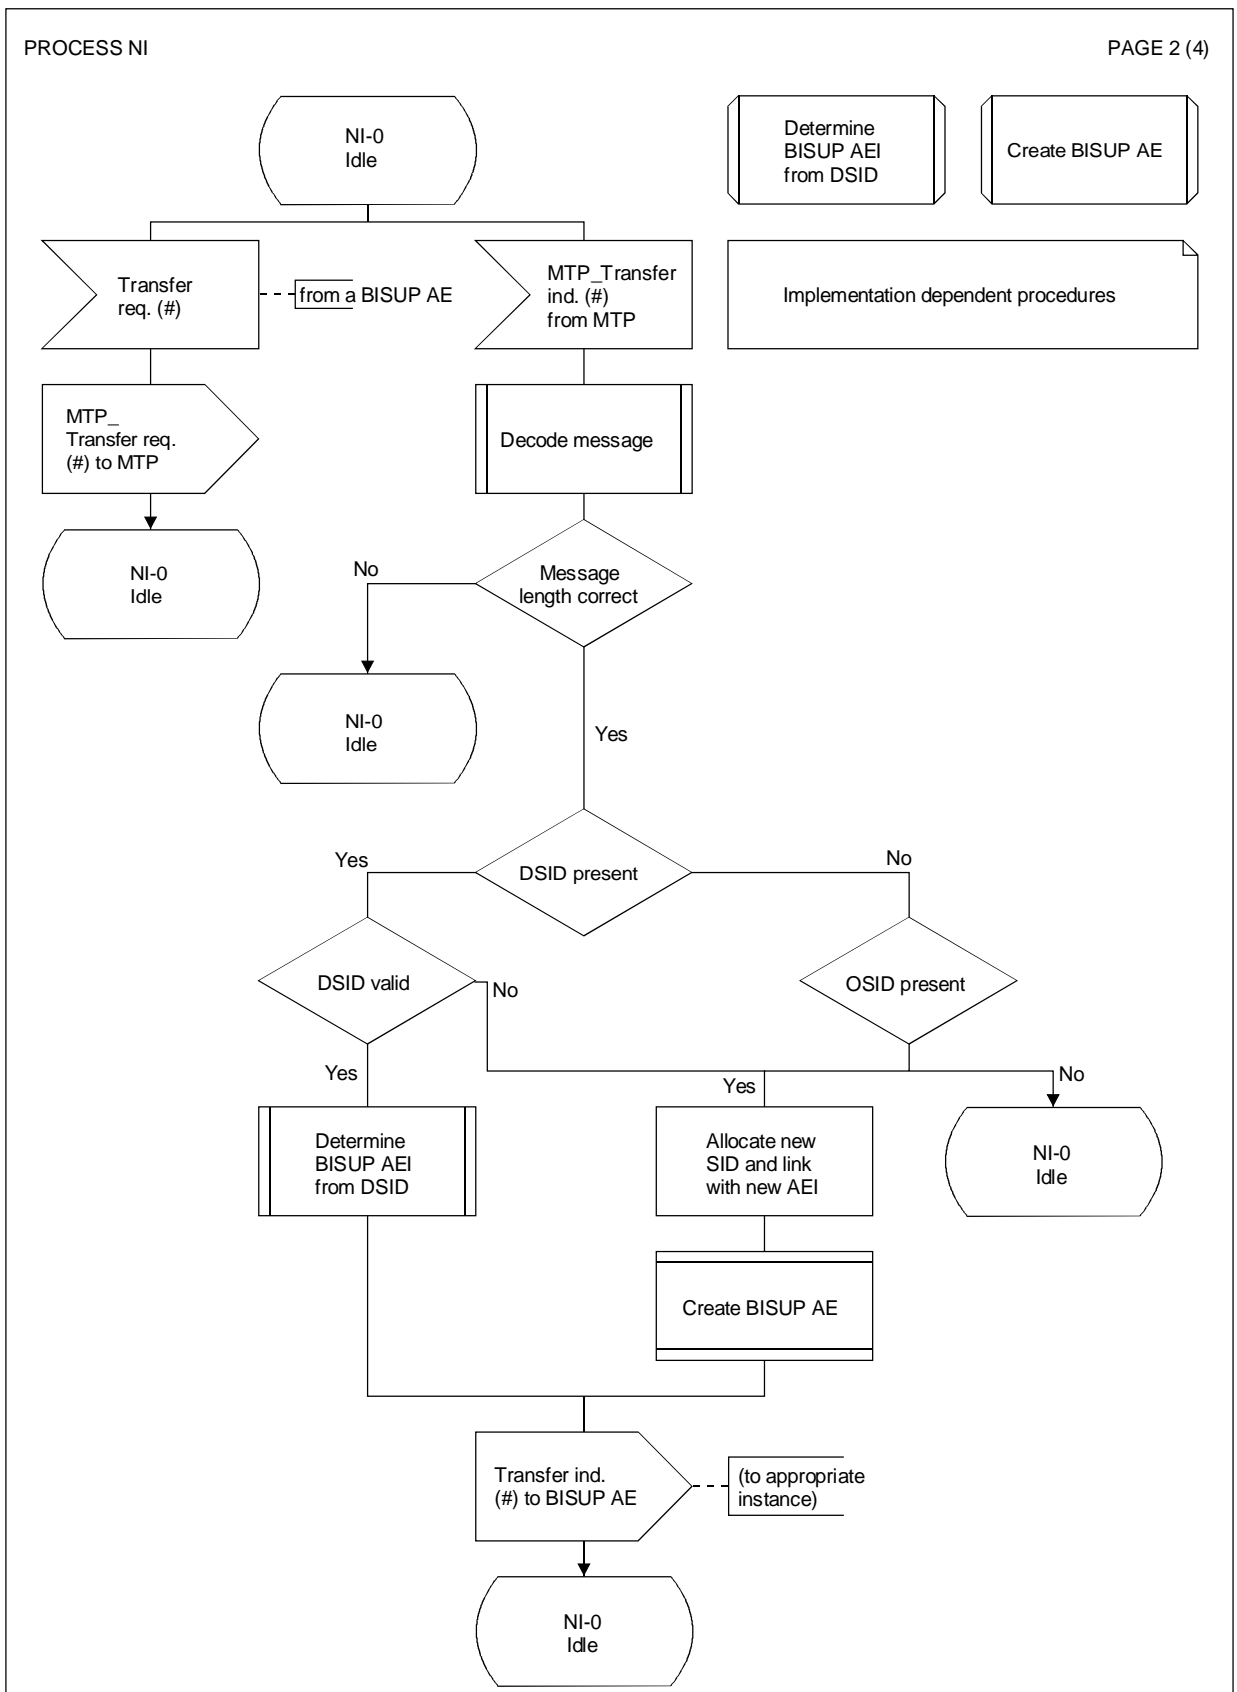 PROCESS NI
PAGE 2 (4)
NI-0
Idle
Determine
BISUP AEI
from DSID
Create BISUP AE
Transfer
req. (#)
from a BISUP AE
MTP_Transfer
ind. (#)
from MTP
Implementation dependent procedures
MTP_
Transfer req.
(#) to MTP
Decode message
NI-0
Idle
No
Message
length correct
NI-0
Idle
Yes
Yes
DSID present
No
DSID valid
No
OSID present
Yes
Yes
No
Determine
BISUP AEI
from DSID
Allocate new
SID and link
with new AEI
NI-0
Idle
Create BISUP AE
Transfer ind.
(#) to BISUP AE
(to appropriate
instance)
NI-0
Idle